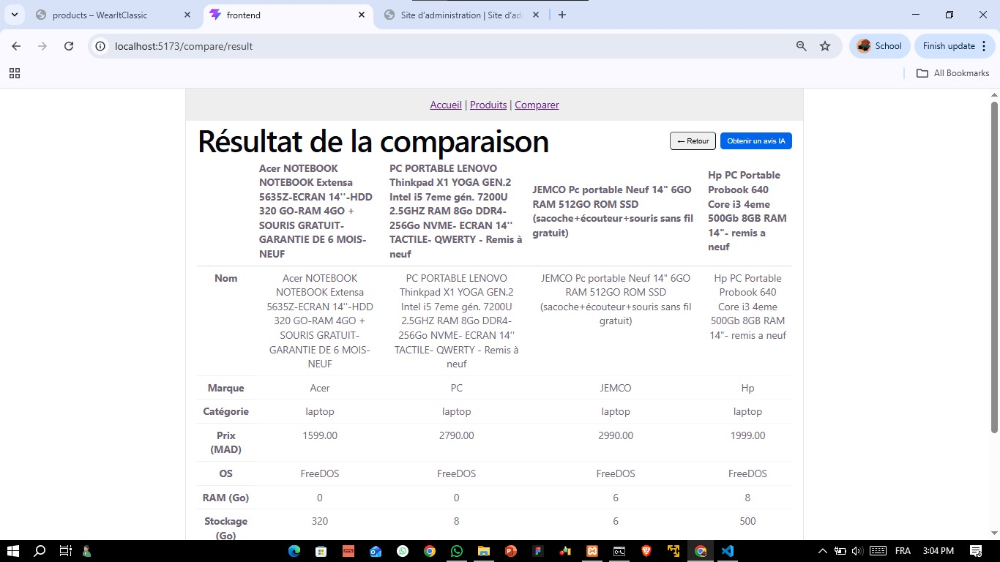 products – WearItClassic
frontend
Site d'administration | Site d'ad
localhost:5173/compare/result
School
Finish update
All Bookmarks
Accueil | Produits | Comparer
Résultat de la comparaison
← Retour
Obtenir un avis IA
Acer NOTEBOOK
NOTEBOOK Extensa
5635Z-ECRAN 14''-HDD
320 GO-RAM 4GO +
SOURIS GRATUIT-
GARANTIE DE 6 MOIS-
NEUF
PC PORTABLE LENOVO
Thinkpad X1 YOGA GEN.2
Intel i5 7eme gén. 7200U
2.5GHZ RAM 8Go DDR4-
256Go NVME- ECRAN 14''
TACTILE- QWERTY - Remis à
neuf
JEMCO Pc portable Neuf 14" 6GO
RAM 512GO ROM SSD
(sacoche+écouteur+souris sans fil
gratuit)
Hp PC Portable
Probook 640
Core i3 4eme
500Gb 8GB RAM
14"- remis a
neuf
Nom
Acer NOTEBOOK
NOTEBOOK Extensa
5635Z-ECRAN 14''-HDD
320 GO-RAM 4GO +
SOURIS GRATUIT-
GARANTIE DE 6 MOIS-
NEUF
PC PORTABLE LENOVO
Thinkpad X1 YOGA GEN.2
Intel i5 7eme gén. 7200U
2.5GHZ RAM 8Go DDR4-
256Go NVME- ECRAN 14''
TACTILE- QWERTY - Remis à
neuf
JEMCO Pc portable Neuf 14" 6GO
RAM 512GO ROM SSD
(sacoche+écouteur+souris sans fil
gratuit)
Hp PC Portable
Probook 640
Core i3 4eme
500Gb 8GB RAM
14"- remis a neuf
Marque Acer PC JEMCO Hp
Catégorie laptop laptop laptop laptop
Prix
(MAD)
1599.00 2790.00 2990.00 1999.00
OS FreeDOS FreeDOS FreeDOS FreeDOS
RAM (Go) 0 0 6 8
Stockage
(Go)
320 8 6 500
FRA
3:04 PM